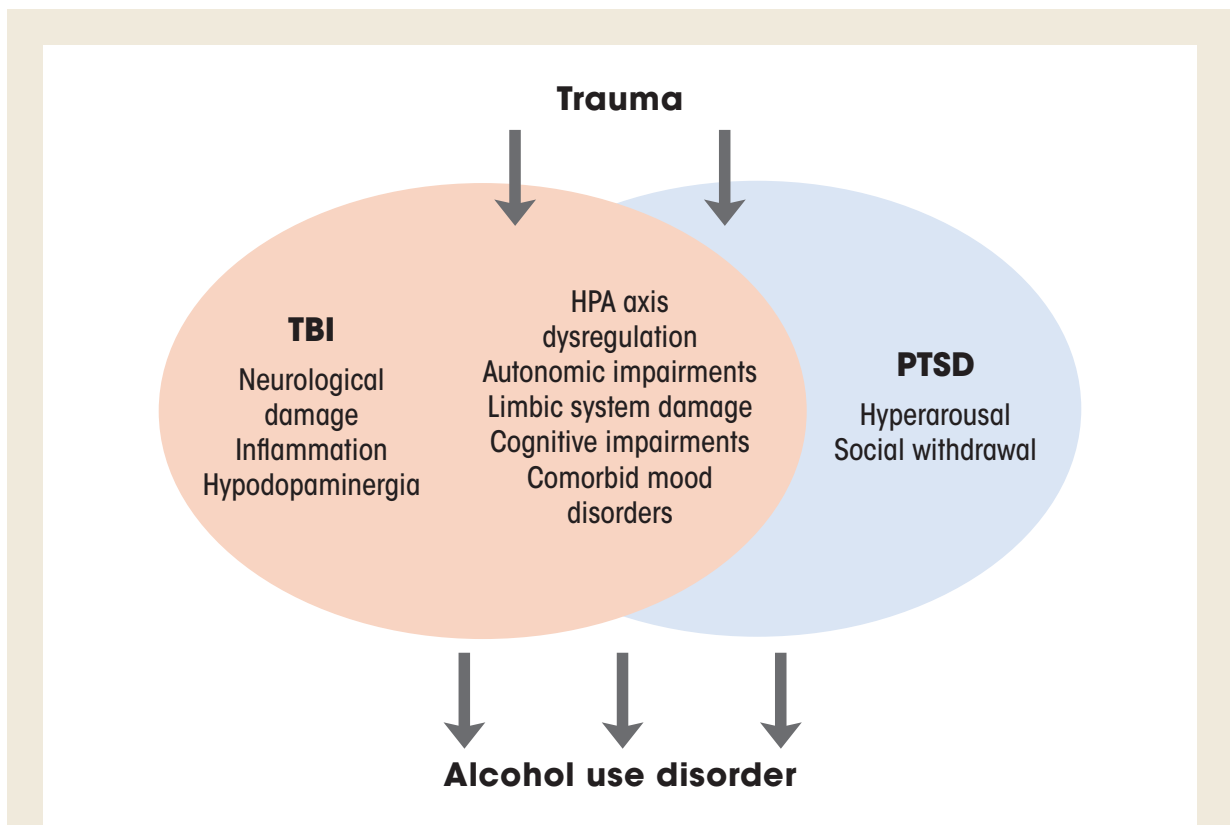 Trauma
TBI
Neurological
damage
Inflammation
Hypodopaminergia
HPA axis
dysregulation
Autonomic impairments
Limbic system damage
Cognitive impairments
Comorbid mood
disorders
PTSD
Hyperarousal
Social withdrawal
Alcohol use disorder